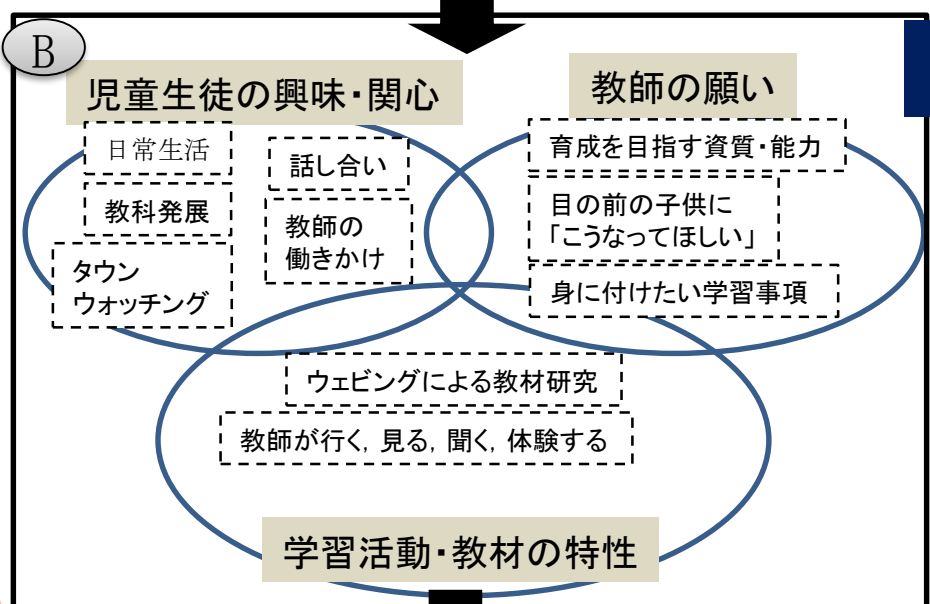 B
児童生徒の興味・関心
日常生活
教科発展
タウン
ウォッチング
話し合い
教師の
働きかけ
教師の願い
育成を目指す資質・能力
目の前の子供に
「こうなってほしい」
身に付けたい学習事項
ウェビングによる教材研究
教師が行く，見る，聞く，体験する
学習活動・教材の特性